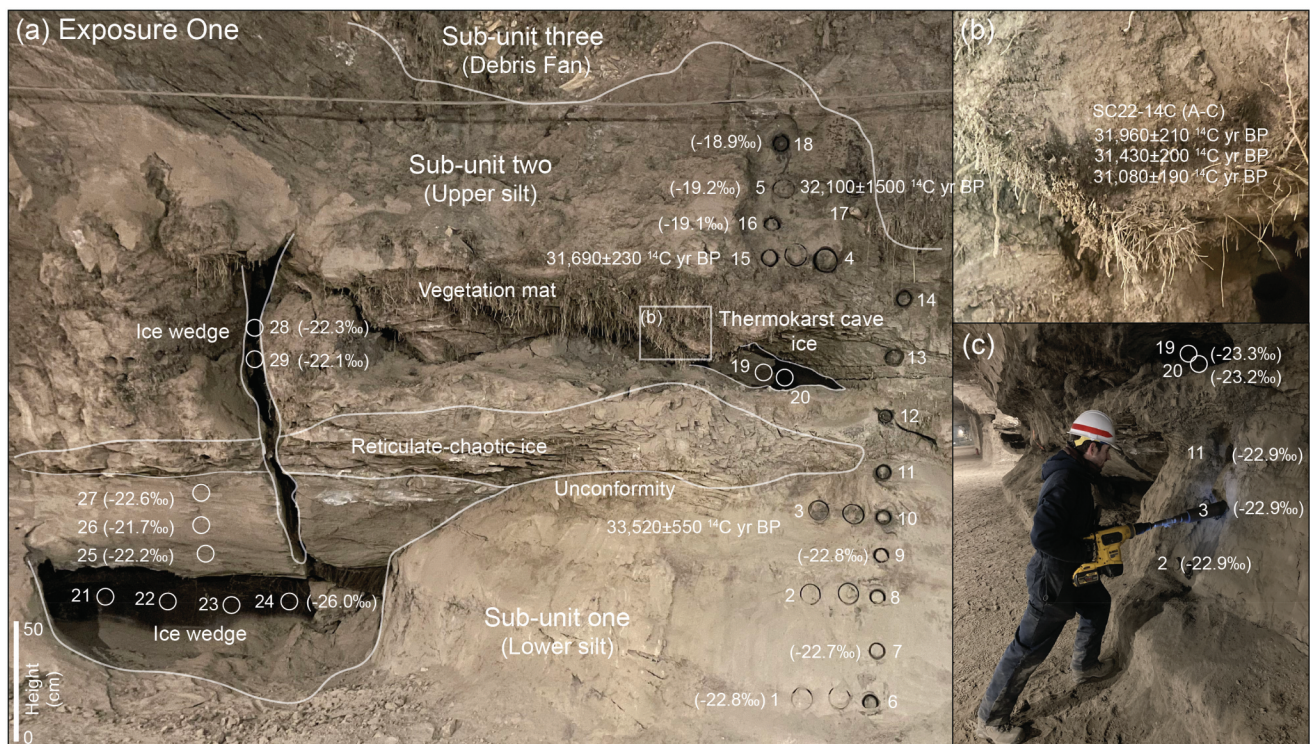 (a) Exposure One
Sub-unit three
(Debris Fan)
(-18.9‰) 18
Sub-unit two
(Upper silt)
(-19.2‰) 5 32,100±1500 ¹⁴C yr BP
17
(-19.1‰) 16
31,690±230 ¹⁴C yr BP 15 4
Vegetation mat
14
Ice wedge
28 (-22.3‰)
(b)
Thermokarst cave
ice
29 (-22.1‰)
13
19
20
12
Reticulate-chaotic ice
11
Unconformity
27 (-22.6‰)
3 10
26 (-21.7‰)
33,520±550 ¹⁴C yr BP
25 (-22.2‰)
(-22.8‰) 9
21 22 23 24 (-26.0‰)
2 8
Ice wedge
Sub-unit one
(Lower silt)
(-22.7‰) 7
(-22.8‰) 1 6
50
Height
(cm)
0
(b)
SC22-14C (A-C)
31,960±210 ¹⁴C yr BP
31,430±200 ¹⁴C yr BP
31,080±190 ¹⁴C yr BP
(c)
19 (-23.3‰)
20 (-23.2‰)
11 (-22.9‰)
3 (-22.9‰)
2 (-22.9‰)